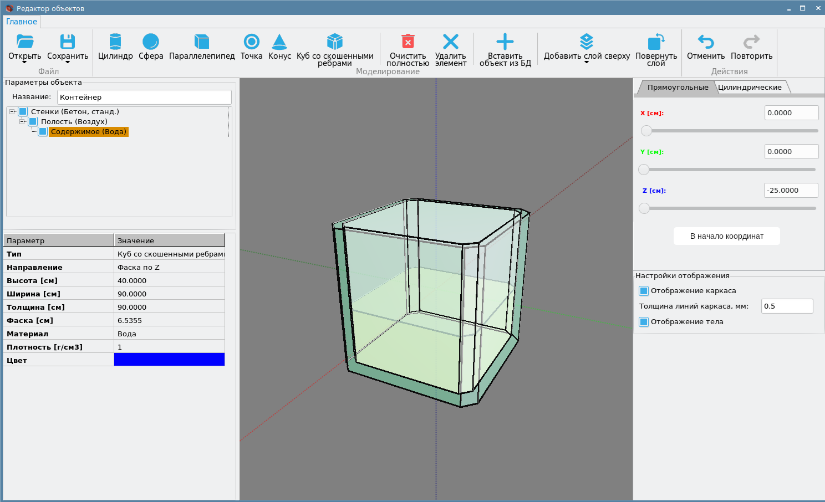 Редактор объектов
Главное
Открыть
Сохранить
Цилиндр
Сфера
Параллелепипед
Точка
Конус
Куб со скошенными
ребрами
Очистить
полностью
Удалить
элемент
Вставить
объект из БД
Добавить слой сверху
Повернуть
слой
Отменить
Повторить
Файл
Моделирование
Действия
Параметры объекта
Название:
Контейнер
Стенки (Бетон, станд.)
Полость (Воздух)
Содержимое (Вода)
Параметр Значение
Тип Куб со скошенными ребрам
Направление Фаска по Z
Высота [см] 40.0000
Ширина [см] 90.0000
Толщина [см] 90.0000
Фаска [см] 6.5355
Материал Вода
Плотность [г/см3] 1
Цвет
Прямоугольные Цилиндрические
X [см]: 0.0000
Y [см]: 0.0000
Z [см]: -25.0000
В начало координат
Настройки отображения
Отображение каркаса
Толщина линий каркаса, мм: 0.5
Отображение тела